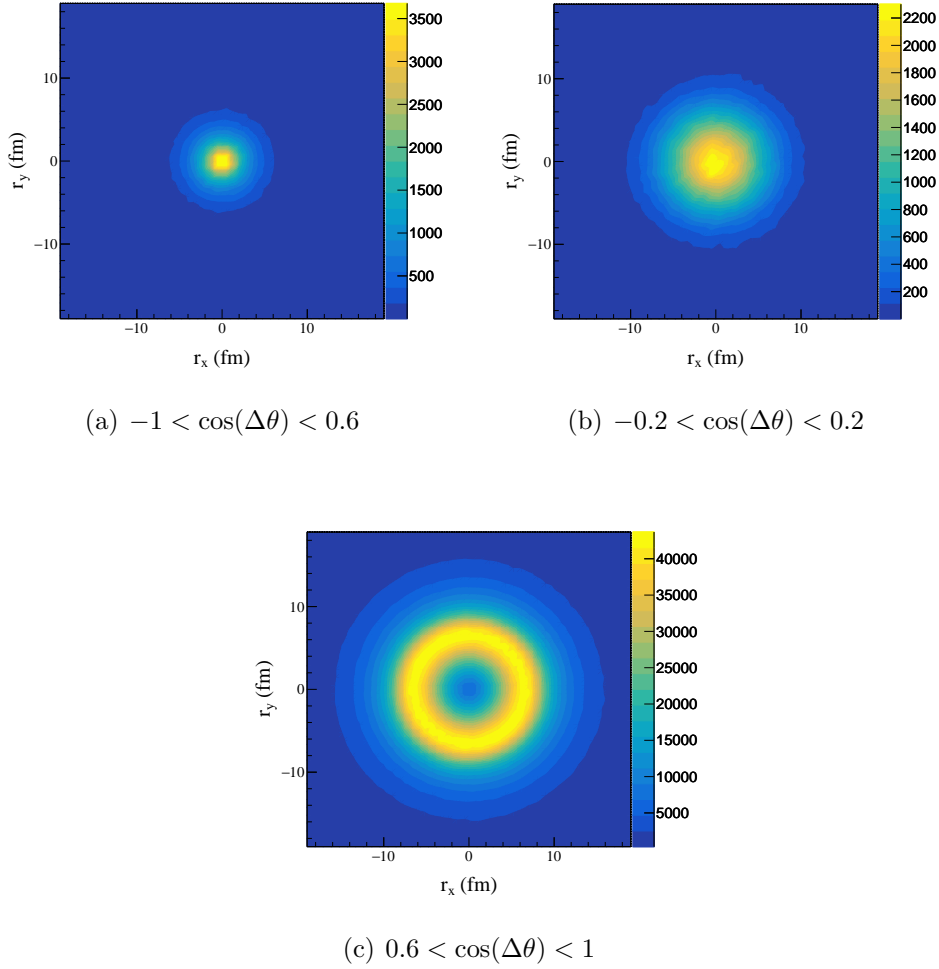 3500
3000
2500
2000
1500
1000
500
10
0
−10
r_y (fm)
−10 0 10
r_x (fm)
2200
2000
1800
1600
1400
1200
1000
800
600
400
200
10
0
−10
r_y (fm)
−10 0 10
r_x (fm)
(a) −1 < cos(Δθ) < 0.6
(b) −0.2 < cos(Δθ) < 0.2
40000
35000
30000
25000
20000
15000
10000
5000
10
0
−10
r_y (fm)
−10 0 10
r_x (fm)
(c) 0.6 < cos(Δθ) < 1